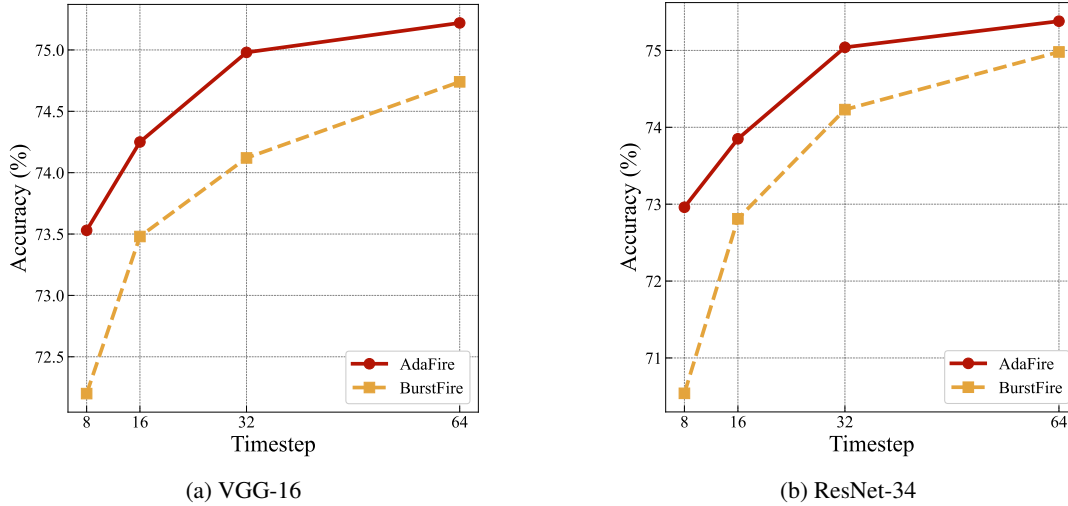 75.0
74.5
74.0
73.5
73.0
72.5
Accuracy (%)
8 16 32 64
Timestep
AdaFire
BurstFire
(a) VGG-16
75
74
73
72
71
Accuracy (%)
8 16 32 64
Timestep
AdaFire
BurstFire
(b) ResNet-34